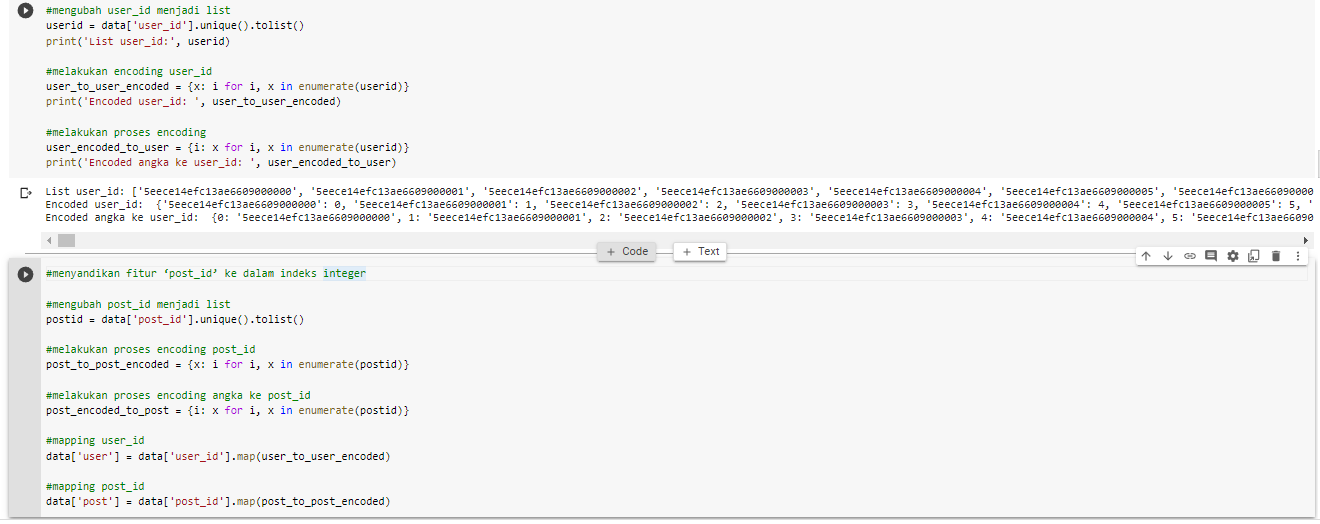 #mengubah user_id menjadi list
userid = data['user_id'].unique().tolist()
print('List user_id:', userid)
#melakukan encoding user_id
user_to_user_encoded = {x: i for i, x in enumerate(userid)}
print('Encoded user_id: ', user_to_user_encoded)
#melakukan proses encoding
user_encoded_to_user = {i: x for i, x in enumerate(userid)}
print('Encoded angka ke user_id: ', user_encoded_to_user)
List user_id: ['5eece14efc13ae6609000000', '5eece14efc13ae6609000001', '5eece14efc13ae6609000002', '5eece14efc13ae6609000003', '5eece14efc13ae6609000004', '5eece14efc13ae6609000005', '5eece14efc13ae66090000
Encoded user_id:  {'5eece14efc13ae6609000000': 0, '5eece14efc13ae6609000001': 1, '5eece14efc13ae6609000002': 2, '5eece14efc13ae6609000003': 3, '5eece14efc13ae6609000004': 4, '5eece14efc13ae6609000005': 5, '
Encoded angka ke user_id:  {0: '5eece14efc13ae6609000000', 1: '5eece14efc13ae6609000001', 2: '5eece14efc13ae6609000002', 3: '5eece14efc13ae6609000003', 4: '5eece14efc13ae6609000004', 5: '5eece14efc13ae66090
+ Code + Text
#menyandikan fitur ‘post_id’ ke dalam indeks integer
#mengubah post_id menjadi list
postid = data['post_id'].unique().tolist()
#melakukan proses encoding post_id
post_to_post_encoded = {x: i for i, x in enumerate(postid)}
#melakukan proses encoding angka ke post_id
post_encoded_to_post = {i: x for i, x in enumerate(postid)}
#mapping user_id
data['user'] = data['user_id'].map(user_to_user_encoded)
#mapping post_id
data['post'] = data['post_id'].map(post_to_post_encoded)